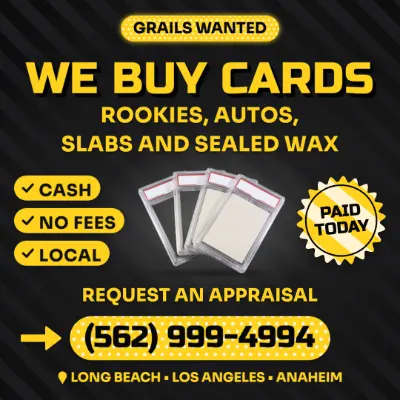 GRAILS WANTED
WE BUY CARDS
ROOKIES, AUTOS,
SLABS AND SEALED WAX
✓ CASH
✓ NO FEES
✓ LOCAL
PAID
TODAY
REQUEST AN APPRAISAL
(562) 999-4994
LONG BEACH • LOS ANGELES • ANAHEIM